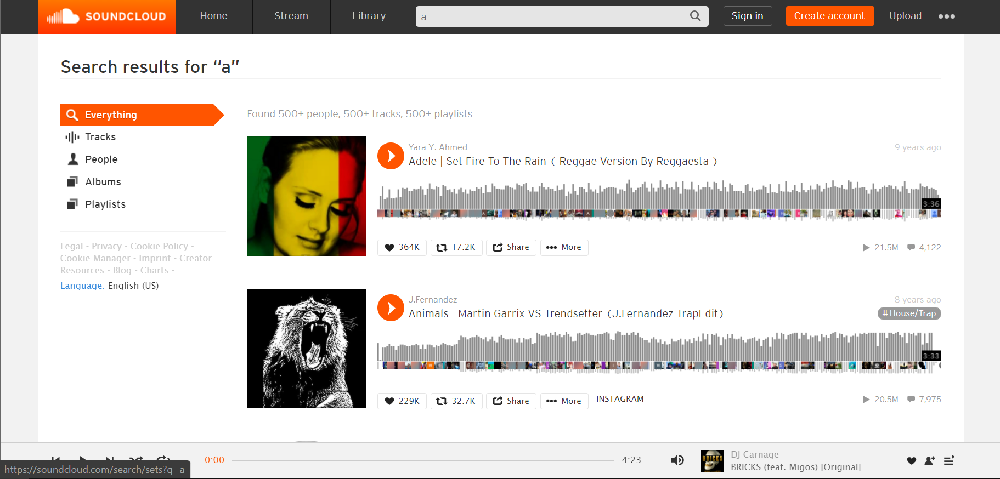 SOUNDCLOUD
Home
Stream
Library
a
Sign in
Create account
Upload
Search results for “a”
Everything
Tracks
People
Albums
Playlists
Legal - Privacy - Cookie Policy -
Cookie Manager - Imprint - Creator
Resources - Blog - Charts -
Language: English (US)
Found 500+ people, 500+ tracks, 500+ playlists
Yara Y. Ahmed
9 years ago
Adele | Set Fire To The Rain ( Reggae Version By Reggaesta )
3:36
364K
17.2K
Share
More
21.5M
4,122
J.Fernandez
8 years ago
Animals - Martin Garrix VS Trendsetter (J.Fernandez TrapEdit)
# House/Trap
3:33
229K
32.7K
Share
More
INSTAGRAM
20.5M
7,975
0:00
4:23
BRICKS
DJ Carnage
BRICKS (feat. Migos) [Original]
https://soundcloud.com/search/sets?q=a